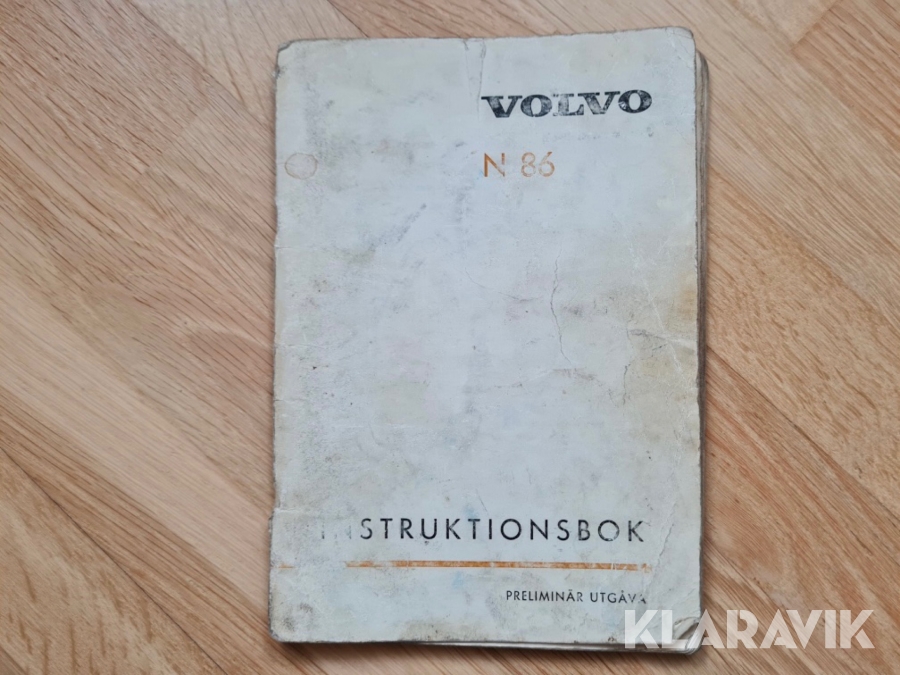 VOLVO
N 86
INSTRUKTIONSBOK
PRELIMINÄR UTGÅVA
KLARAVIK